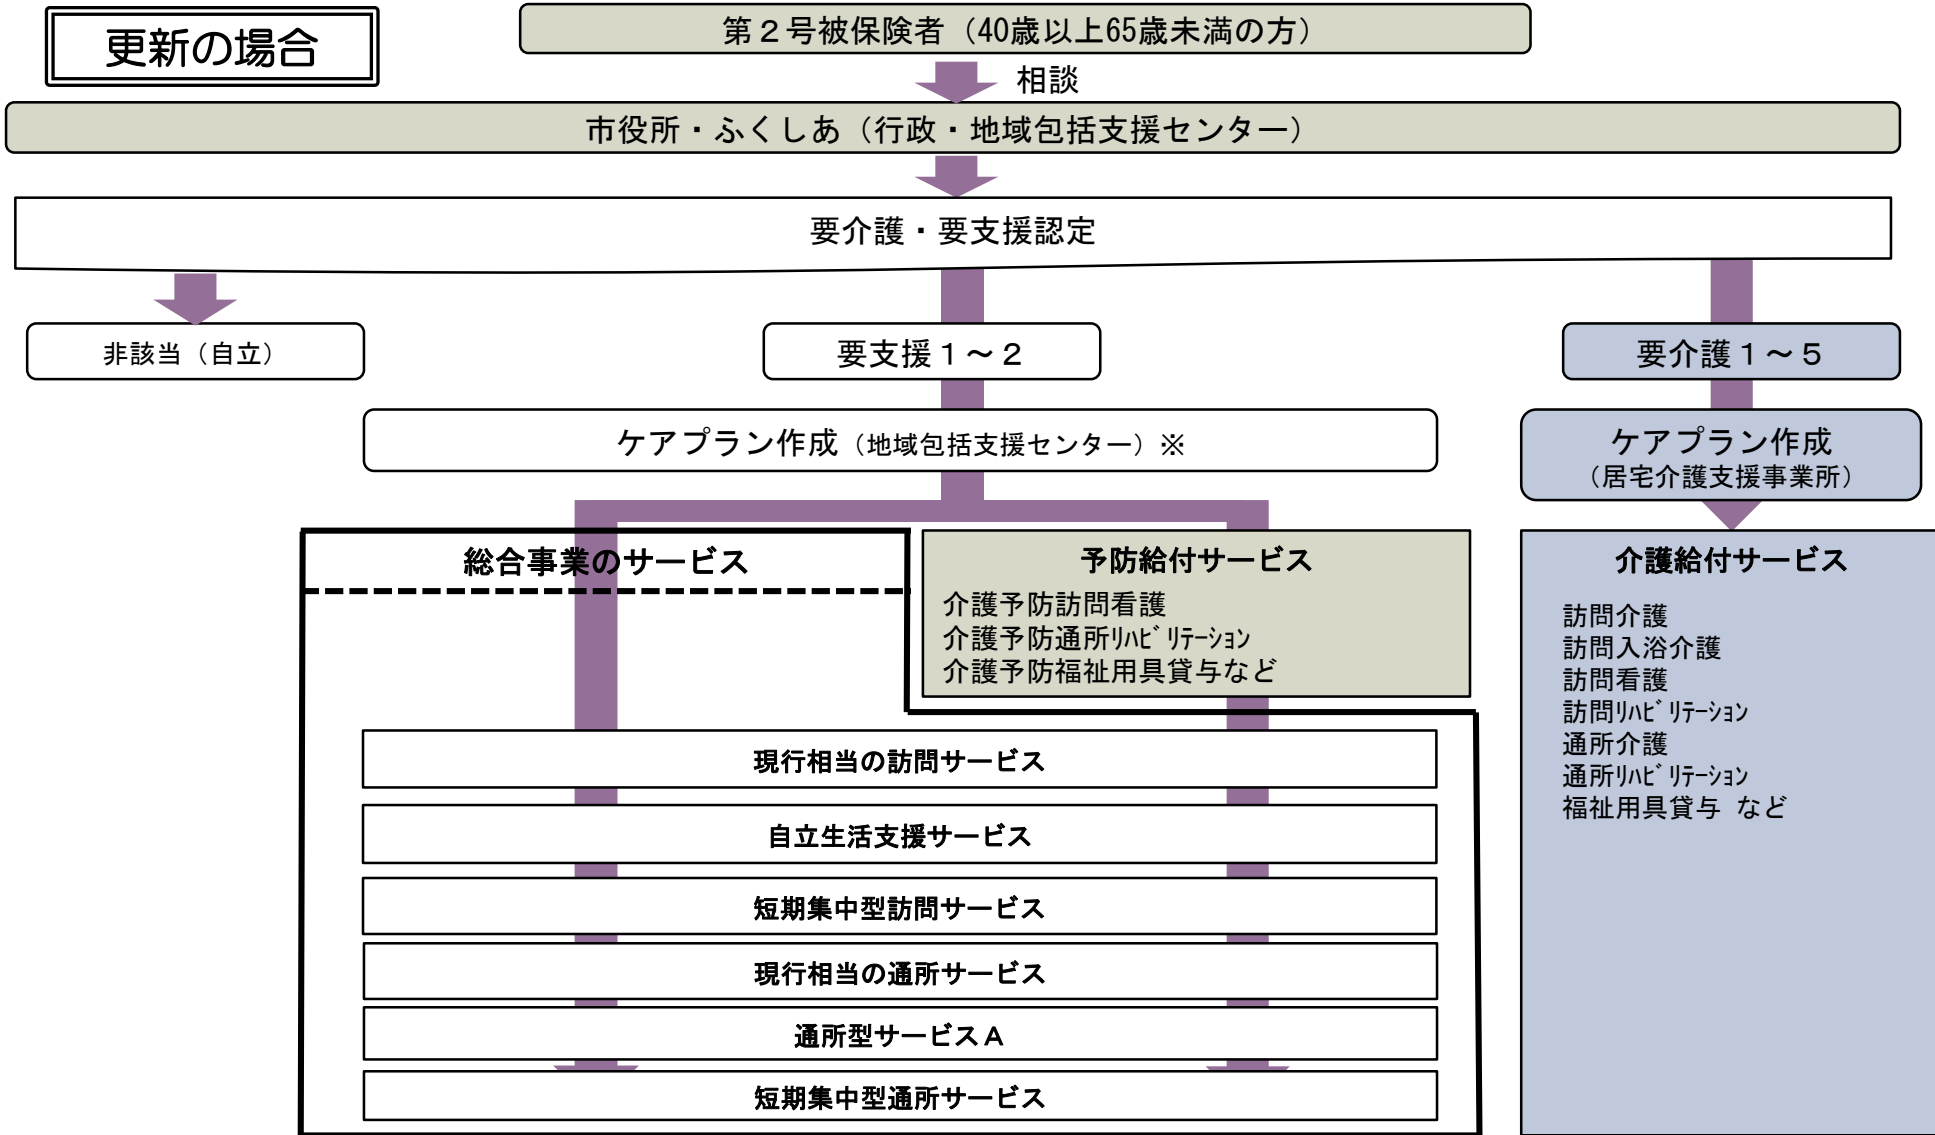 更新の場合
第２号被保険者（40歳以上65歳未満の方）
相談
市役所・ふくしあ（行政・地域包括支援センター）
要介護・要支援認定
非該当（自立）
要支援１～２
要介護１～５
ケアプラン作成（地域包括支援センター）※
ケアプラン作成
（居宅介護支援事業所）
総合事業のサービス
予防給付サービス
介護予防訪問看護
介護予防通所ﾘﾊﾋﾞﾘﾃｰｼｮﾝ
介護予防福祉用具貸与など
介護給付サービス
訪問介護
訪問入浴介護
訪問看護
訪問ﾘﾊﾋﾞﾘﾃｰｼｮﾝ
通所介護
通所ﾘﾊﾋﾞﾘﾃｰｼｮﾝ
福祉用具貸与 など
現行相当の訪問サービス
自立生活支援サービス
短期集中型訪問サービス
現行相当の通所サービス
通所型サービスＡ
短期集中型通所サービス